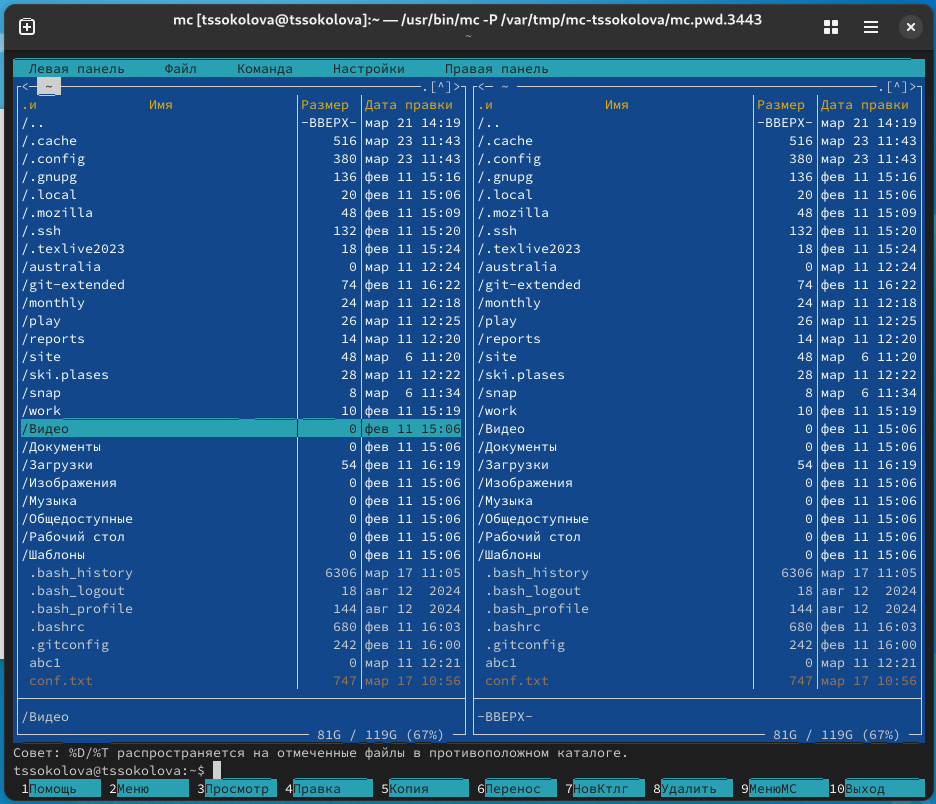 mc [tssokolova@tssokolova]:~ — /usr/bin/mc -P /var/tmp/mc-tssokolova/mc.pwd.3443
~
Левая панель Файл Команда Настройки Правая панель
<─ ~ .[^]> <─ ~ .[^]>
.и Имя Размер Дата правки .и Имя Размер Дата правки
/.. -ВВЕРХ- мар 21 14:19 /.. -ВВЕРХ- мар 21 14:19
/.cache 516 мар 23 11:43 /.cache 516 мар 23 11:43
/.config 380 мар 23 11:43 /.config 380 мар 23 11:43
/.gnupg 136 фев 11 15:16 /.gnupg 136 фев 11 15:16
/.local 20 фев 11 15:06 /.local 20 фев 11 15:06
/.mozilla 48 фев 11 15:09 /.mozilla 48 фев 11 15:09
/.ssh 132 фев 11 15:20 /.ssh 132 фев 11 15:20
/.texlive2023 18 фев 11 15:24 /.texlive2023 18 фев 11 15:24
/australia 0 мар 11 12:24 /australia 0 мар 11 12:24
/git-extended 74 фев 11 16:22 /git-extended 74 фев 11 16:22
/monthly 24 мар 11 12:18 /monthly 24 мар 11 12:18
/play 26 мар 11 12:25 /play 26 мар 11 12:25
/reports 14 мар 11 12:20 /reports 14 мар 11 12:20
/site 48 мар 6 11:20 /site 48 мар 6 11:20
/ski.plases 28 мар 11 12:22 /ski.plases 28 мар 11 12:22
/snap 8 мар 6 11:34 /snap 8 мар 6 11:34
/work 10 фев 11 15:19 /work 10 фев 11 15:19
/Видео 0 фев 11 15:06 /Видео 0 фев 11 15:06
/Документы 0 фев 11 15:06 /Документы 0 фев 11 15:06
/Загрузки 54 фев 11 16:19 /Загрузки 54 фев 11 16:19
/Изображения 0 фев 11 15:06 /Изображения 0 фев 11 15:06
/Музыка 0 фев 11 15:06 /Музыка 0 фев 11 15:06
/Общедоступные 0 фев 11 15:06 /Общедоступные 0 фев 11 15:06
/Рабочий стол 0 фев 11 15:06 /Рабочий стол 0 фев 11 15:06
/Шаблоны 0 фев 11 15:06 /Шаблоны 0 фев 11 15:06
.bash_history 6306 мар 17 11:05 .bash_history 6306 мар 17 11:05
.bash_logout 18 авг 12 2024 .bash_logout 18 авг 12 2024
.bash_profile 144 авг 12 2024 .bash_profile 144 авг 12 2024
.bashrc 680 фев 11 16:03 .bashrc 680 фев 11 16:03
.gitconfig 242 фев 11 16:00 .gitconfig 242 фев 11 16:00
abc1 0 мар 11 12:21 abc1 0 мар 11 12:21
conf.txt 747 мар 17 10:56 conf.txt 747 мар 17 10:56
/Видео -ВВЕРХ-
81G / 119G (67%) 81G / 119G (67%)
Совет: %D/%T распространяется на отмеченные файлы в противоположном каталоге.
tssokolova@tssokolova:~$
1Помощь 2Меню 3Просмотр 4Правка 5Копия 6Перенос 7НовКтлг 8Удалить 9МенюMC 10Выход